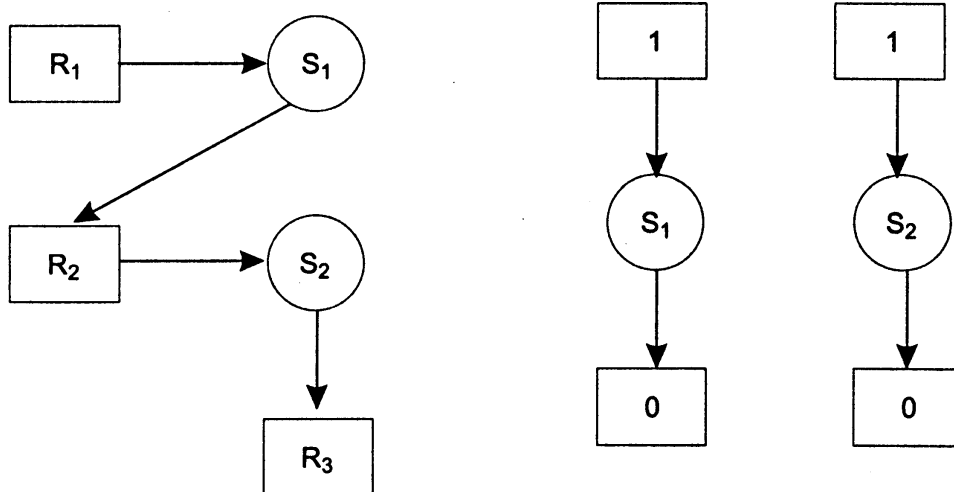 R₁ S₁ 1 1
S₁ S₂
R₂ S₂
0 0
R₃